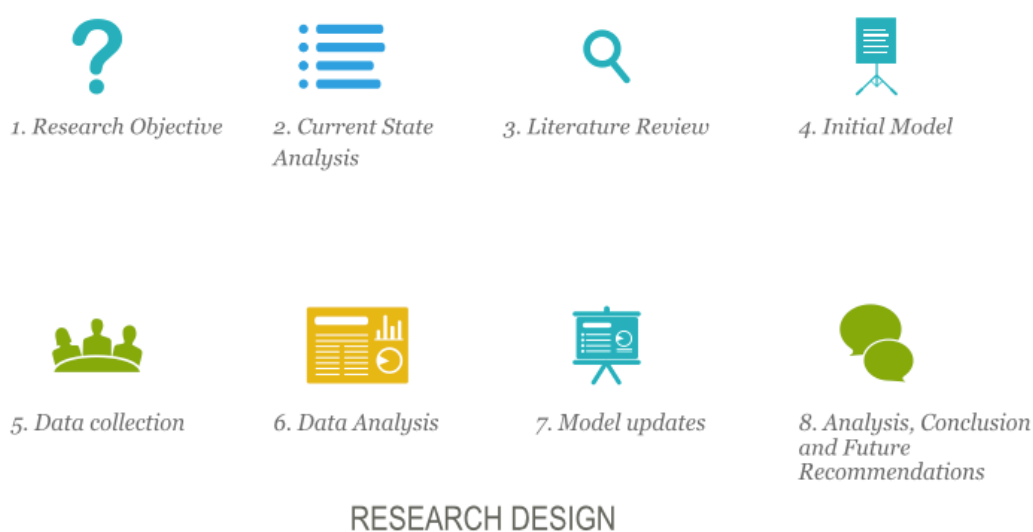 1. Research Objective
2. Current State
Analysis
3. Literature Review
4. Initial Model
5. Data collection
6. Data Analysis
7. Model updates
8. Analysis, Conclusion
and Future
Recommendations
RESEARCH DESIGN